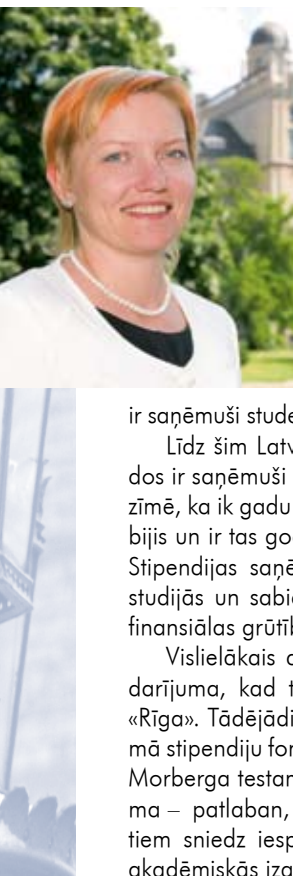 ir saņēmuši stude
Līdz šim Latv
dos ir saņēmuši
zīmē, ka ik gadu
bijis un ir tas go
Stipendijas saņē
studijās un sabie
finansiālas grūtīb
Vislielākais
darījuma, kad t
«Rīga». Tādējādi
mā stipendiju for
Morberga testam
ma – patlaban,
tiem sniedz iesp
akadēmiskās iza